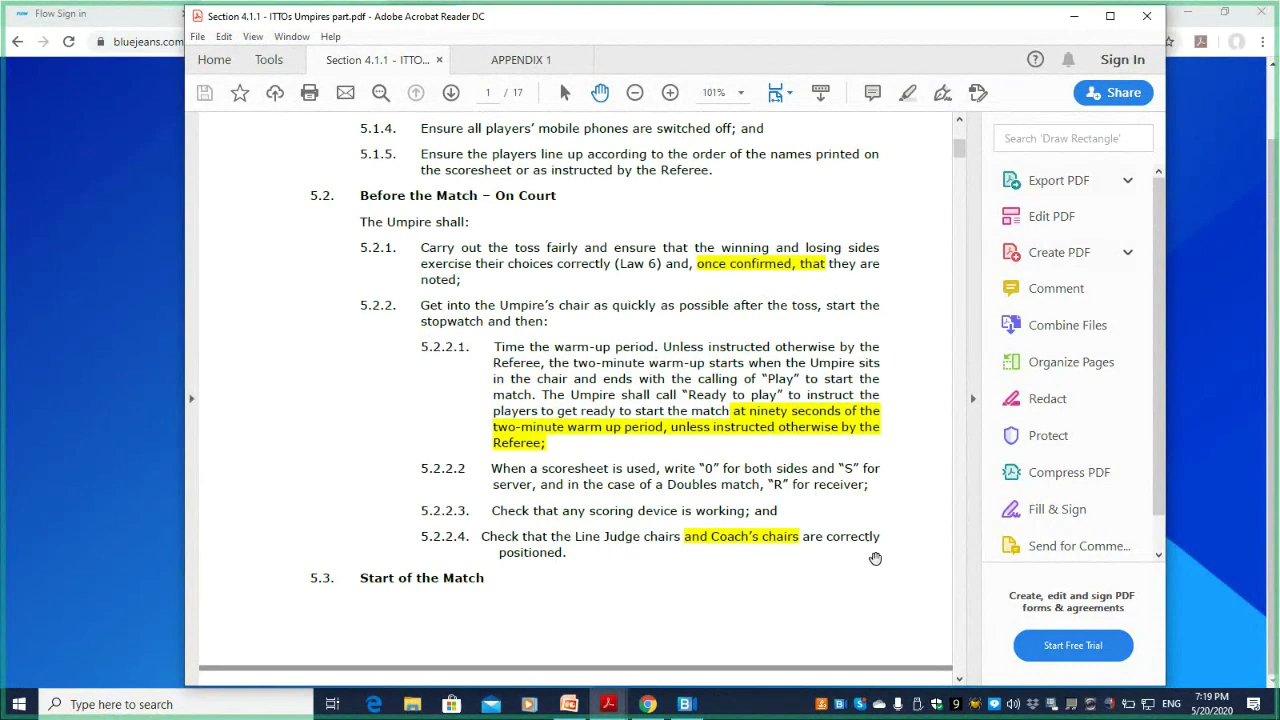 Flow Sign in
Section 4.1.1 - ITTOs Umpires part.pdf - Adobe Acrobat Reader DC
bluejeans.com
File Edit View Window Help
Home Tools Section 4.1.1 - ITTO... × APPENDIX 1 Sign In
1 / 17 101% Share
5.1.4. Ensure all players’ mobile phones are switched off; and
5.1.5. Ensure the players line up according to the order of the names printed on
the scoresheet or as instructed by the Referee.
5.2. Before the Match – On Court
The Umpire shall:
5.2.1. Carry out the toss fairly and ensure that the winning and losing sides
exercise their choices correctly (Law 6) and, once confirmed, that they are
noted;
5.2.2. Get into the Umpire’s chair as quickly as possible after the toss, start the
stopwatch and then:
5.2.2.1. Time the warm-up period. Unless instructed otherwise by the
Referee, the two-minute warm-up starts when the Umpire sits
in the chair and ends with the calling of “Play” to start the
match. The Umpire shall call “Ready to play” to instruct the
players to get ready to start the match at ninety seconds of the
two-minute warm up period, unless instructed otherwise by the
Referee;
5.2.2.2 When a scoresheet is used, write “0” for both sides and “S” for
server, and in the case of a Doubles match, “R” for receiver;
5.2.2.3. Check that any scoring device is working; and
5.2.2.4. Check that the Line Judge chairs and Coach’s chairs are correctly
positioned.
5.3. Start of the Match
Search 'Draw Rectangle'
Export PDF
Edit PDF
Create PDF
Comment
Combine Files
Organize Pages
Redact
Protect
Compress PDF
Fill & Sign
Send for Comme...
Create, edit and sign PDF
forms & agreements
Start Free Trial
Type here to search
ENG
7:19 PM
5/20/2020